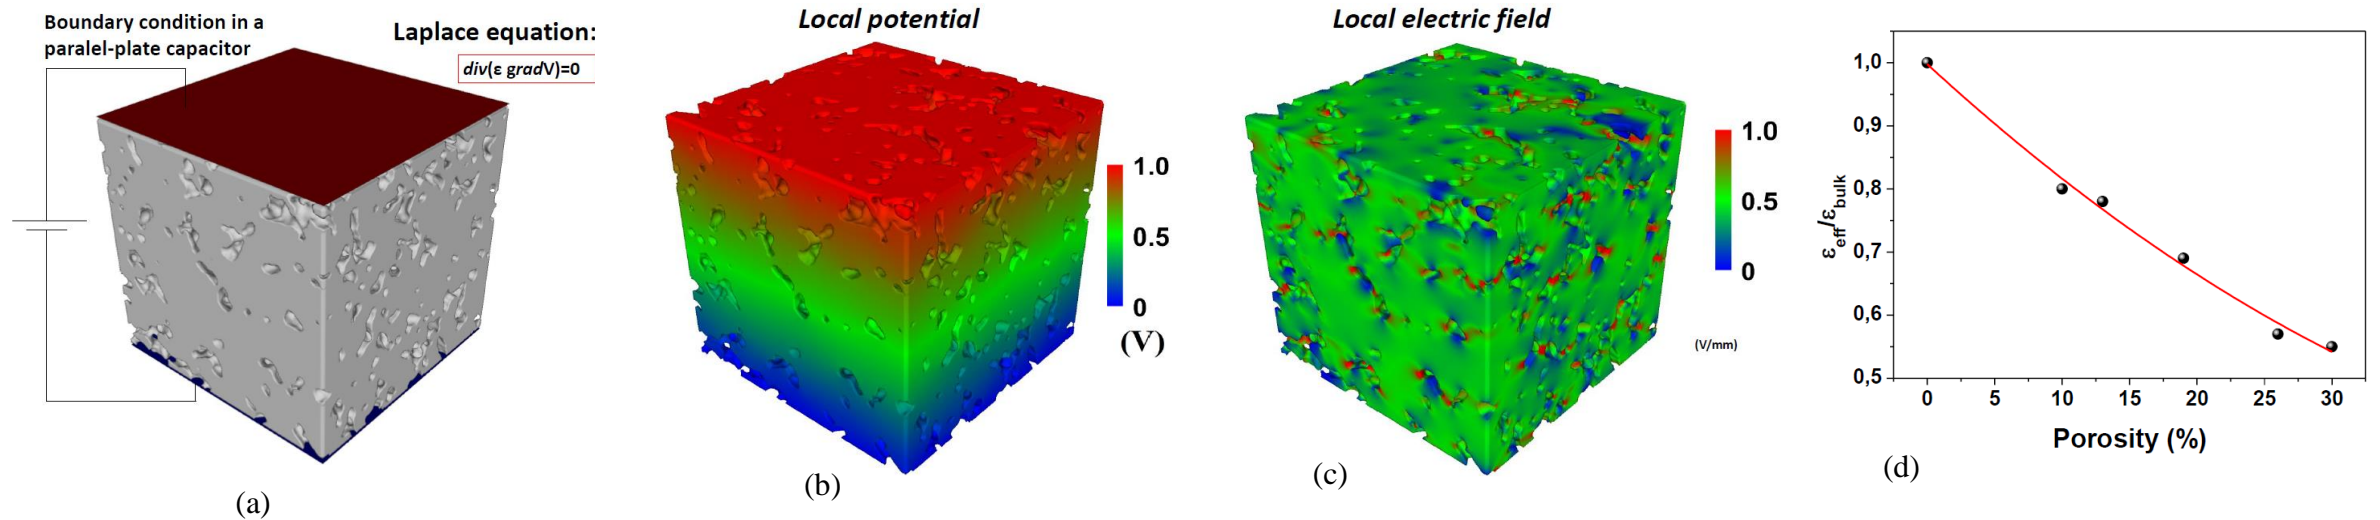 Boundary condition in a
paralel-plate capacitor
Laplace equation:
div(ε gradV)=0
(a)
Local potential
1.0
0.5
0
(V)
(b)
Local electric field
1.0
0.5
0
(V/mm)
(c)
1,0
0,9
0,8
0,7
0,6
0,5
εeff/εbulk
0 5 10 15 20 25 30
Porosity (%)
(d)